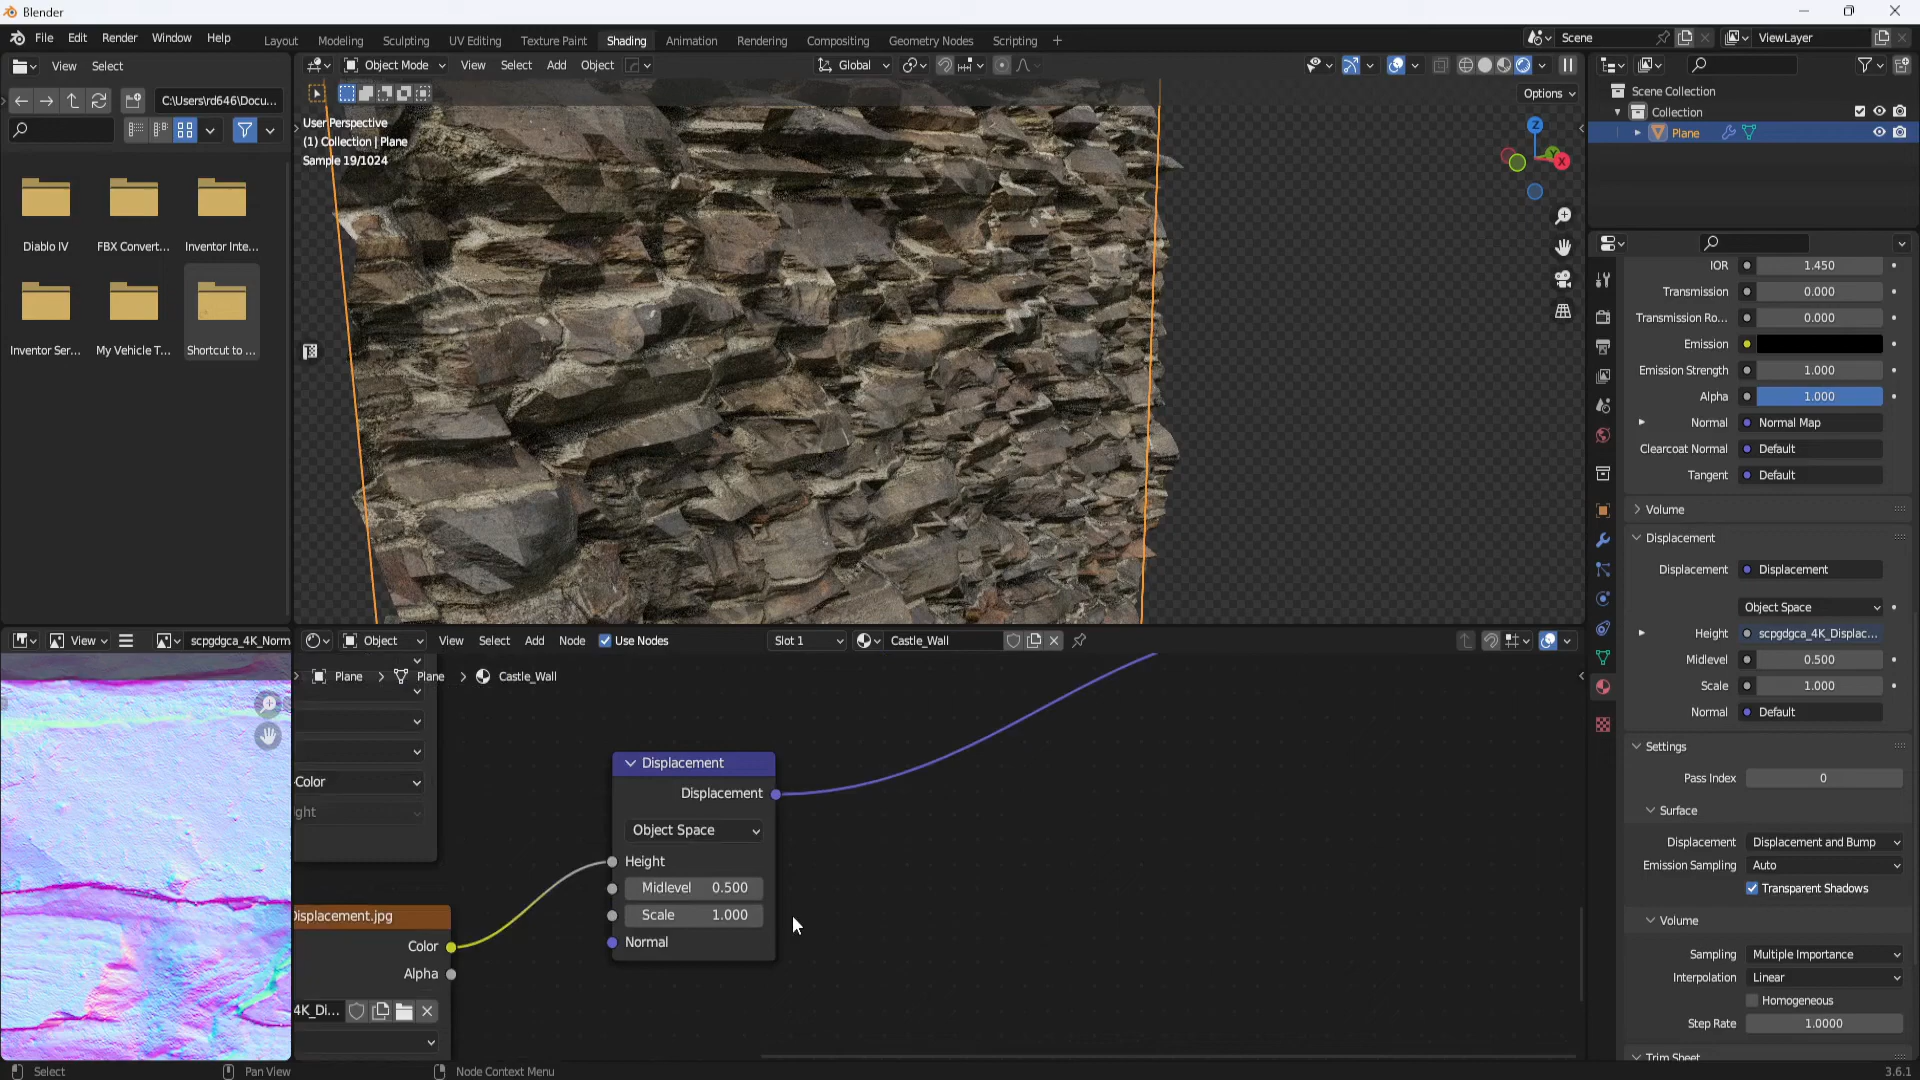 Blender
File Edit Render Window Help
Layout Modeling Sculpting UV Editing Texture Paint Shading Animation Rendering Compositing Geometry Nodes Scripting +
Scene
ViewLayer
View Select
Object Mode View Select Add Object
Global
C:\Users\rd646\Docu...
Options
User Perspective
(1) Collection | Plane
Sample 19/1024
Z
Y
X
Diablo IV
FBX Convert...
Inventor Inte...
Inventor Ser...
My Vehicle T...
Shortcut to ...
Scene Collection
Collection
Plane
IOR 1.450
Transmission 0.000
Transmission Ro... 0.000
Emission
Emission Strength 1.000
Alpha 1.000
Normal Normal Map
Clearcoat Normal Default
Tangent Default
Volume
Displacement
Displacement Displacement
Object Space
Height scpgdgca_4K_Displac...
Midlevel 0.500
Scale 1.000
Normal Default
Settings
Pass Index 0
Surface
Displacement Displacement and Bump
Emission Sampling Auto
Transparent Shadows
Volume
Sampling Multiple Importance
Interpolation Linear
Homogeneous
Step Rate 1.0000
Trim Sheet
View scpgdgca_4K_Norm
Object View Select Add Node Use Nodes
Slot 1
Castle_Wall
Plane > Plane > Castle_Wall
Color
ght
Displacement
Displacement
Object Space
Height
Midlevel 0.500
Scale 1.000
Normal
Displacement.jpg
Color
Alpha
4K_Di...
Select
Pan View
Node Context Menu
3.6.1